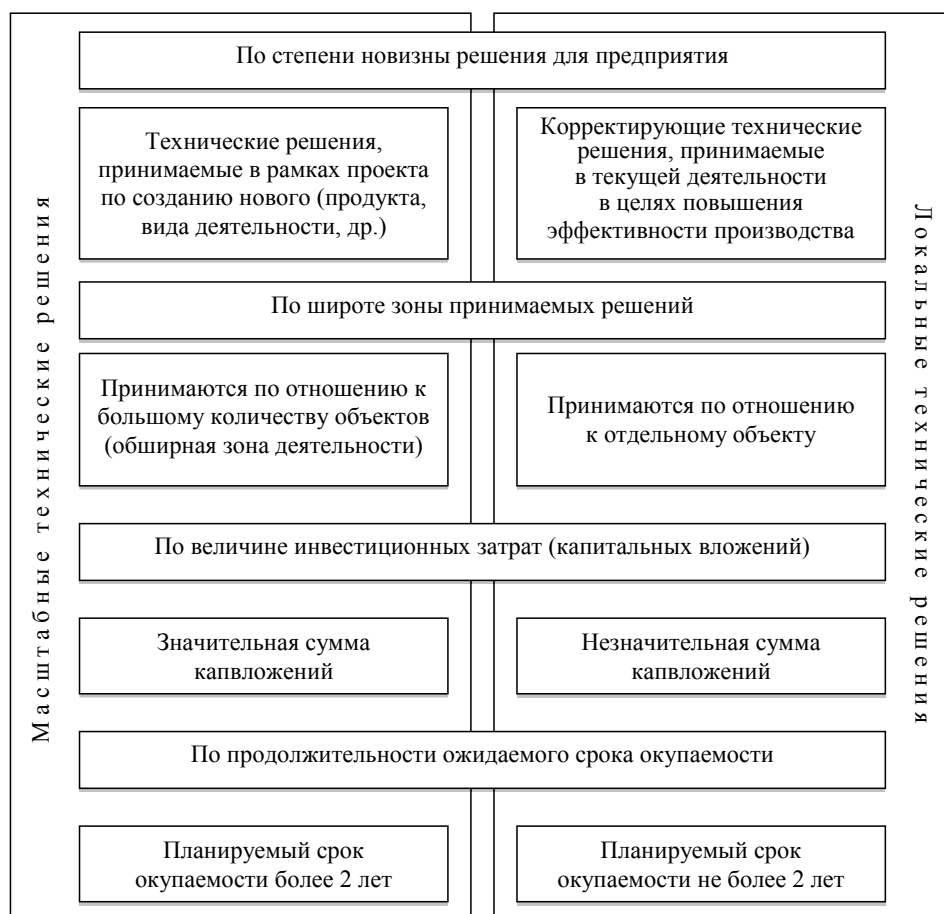 Масштабные технические решения
Локальные технические решения
По степени новизны решения для предприятия
Технические решения,
принимаемые в рамках проекта
по созданию нового (продукта,
вида деятельности, др.)
Корректирующие технические
решения, принимаемые
в текущей деятельности
в целях повышения
эффективности производства
По широте зоны принимаемых решений
Принимаются по отношению к
большому количеству объектов
(обширная зона деятельности)
Принимаются по отношению
к отдельному объекту
По величине инвестиционных затрат (капитальных вложений)
Значительная сумма
капвложений
Незначительная сумма
капвложений
По продолжительности ожидаемого срока окупаемости
Планируемый срок
окупаемости более 2 лет
Планируемый срок
окупаемости не более 2 лет